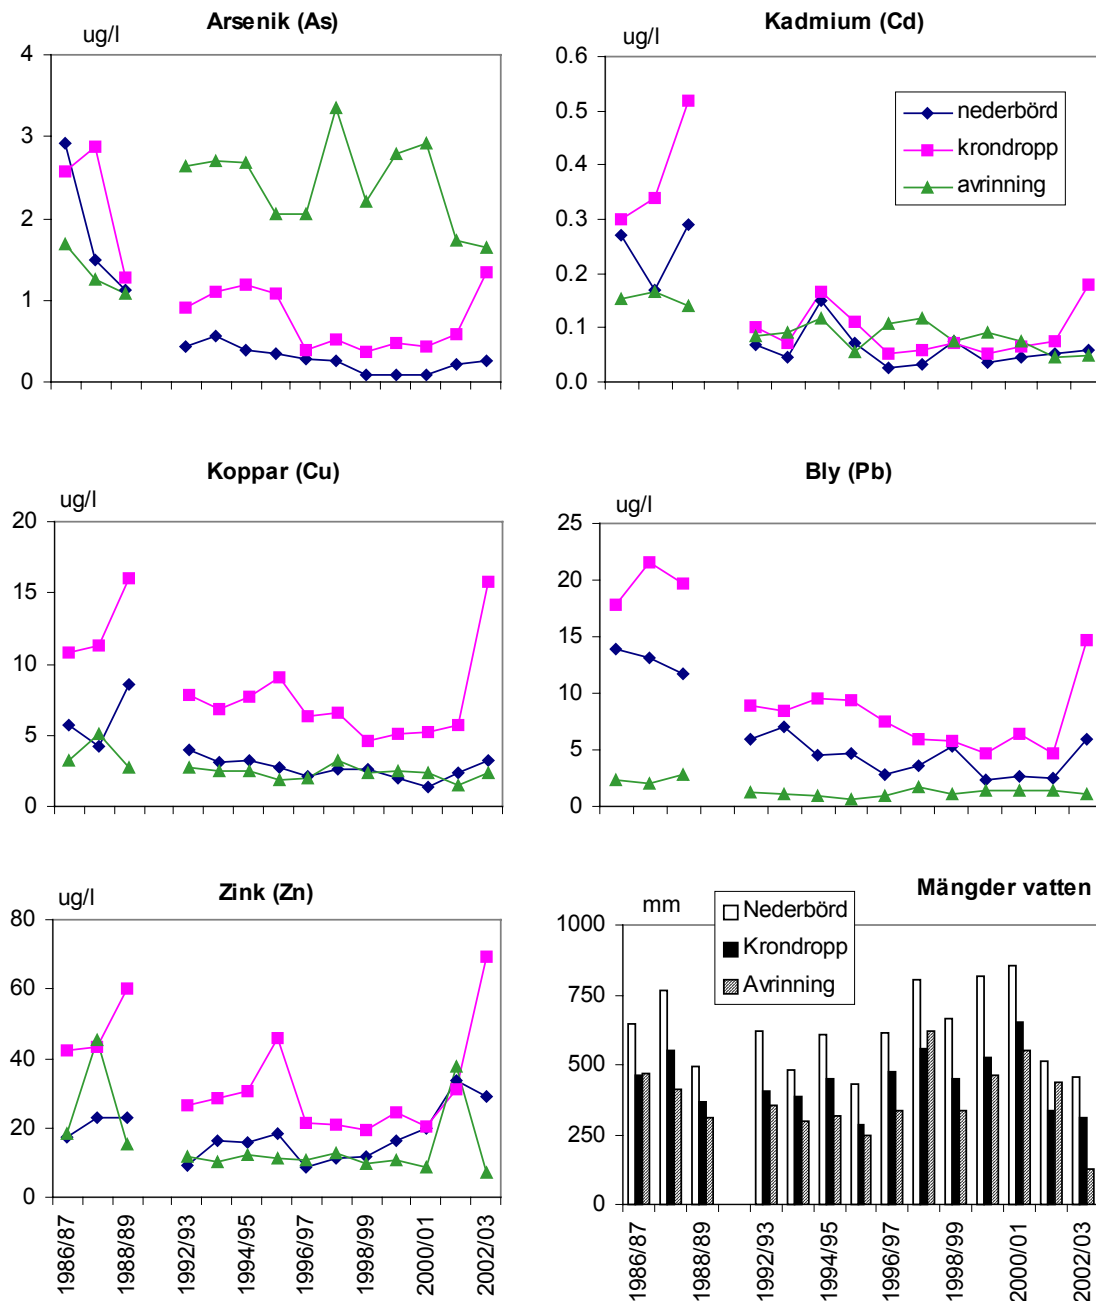 Arsenik (As)
ug/l
4
3
2
1
0
Kadmium (Cd)
ug/l
0.6
0.5
0.4
0.3
0.2
0.1
0.0
nederbörd
krondropp
avrinning
Koppar (Cu)
ug/l
20
15
10
5
0
Bly (Pb)
ug/l
25
20
15
10
5
0
Zink (Zn)
ug/l
80
60
40
20
0
1986/87
1988/89
1992/93
1994/95
1996/97
1998/99
2000/01
2002/03
Mängder vatten
mm
1000
750
500
250
0
Nederbörd
Krondropp
Avrinning
1986/87
1988/89
1992/93
1994/95
1996/97
1998/99
2000/01
2002/03